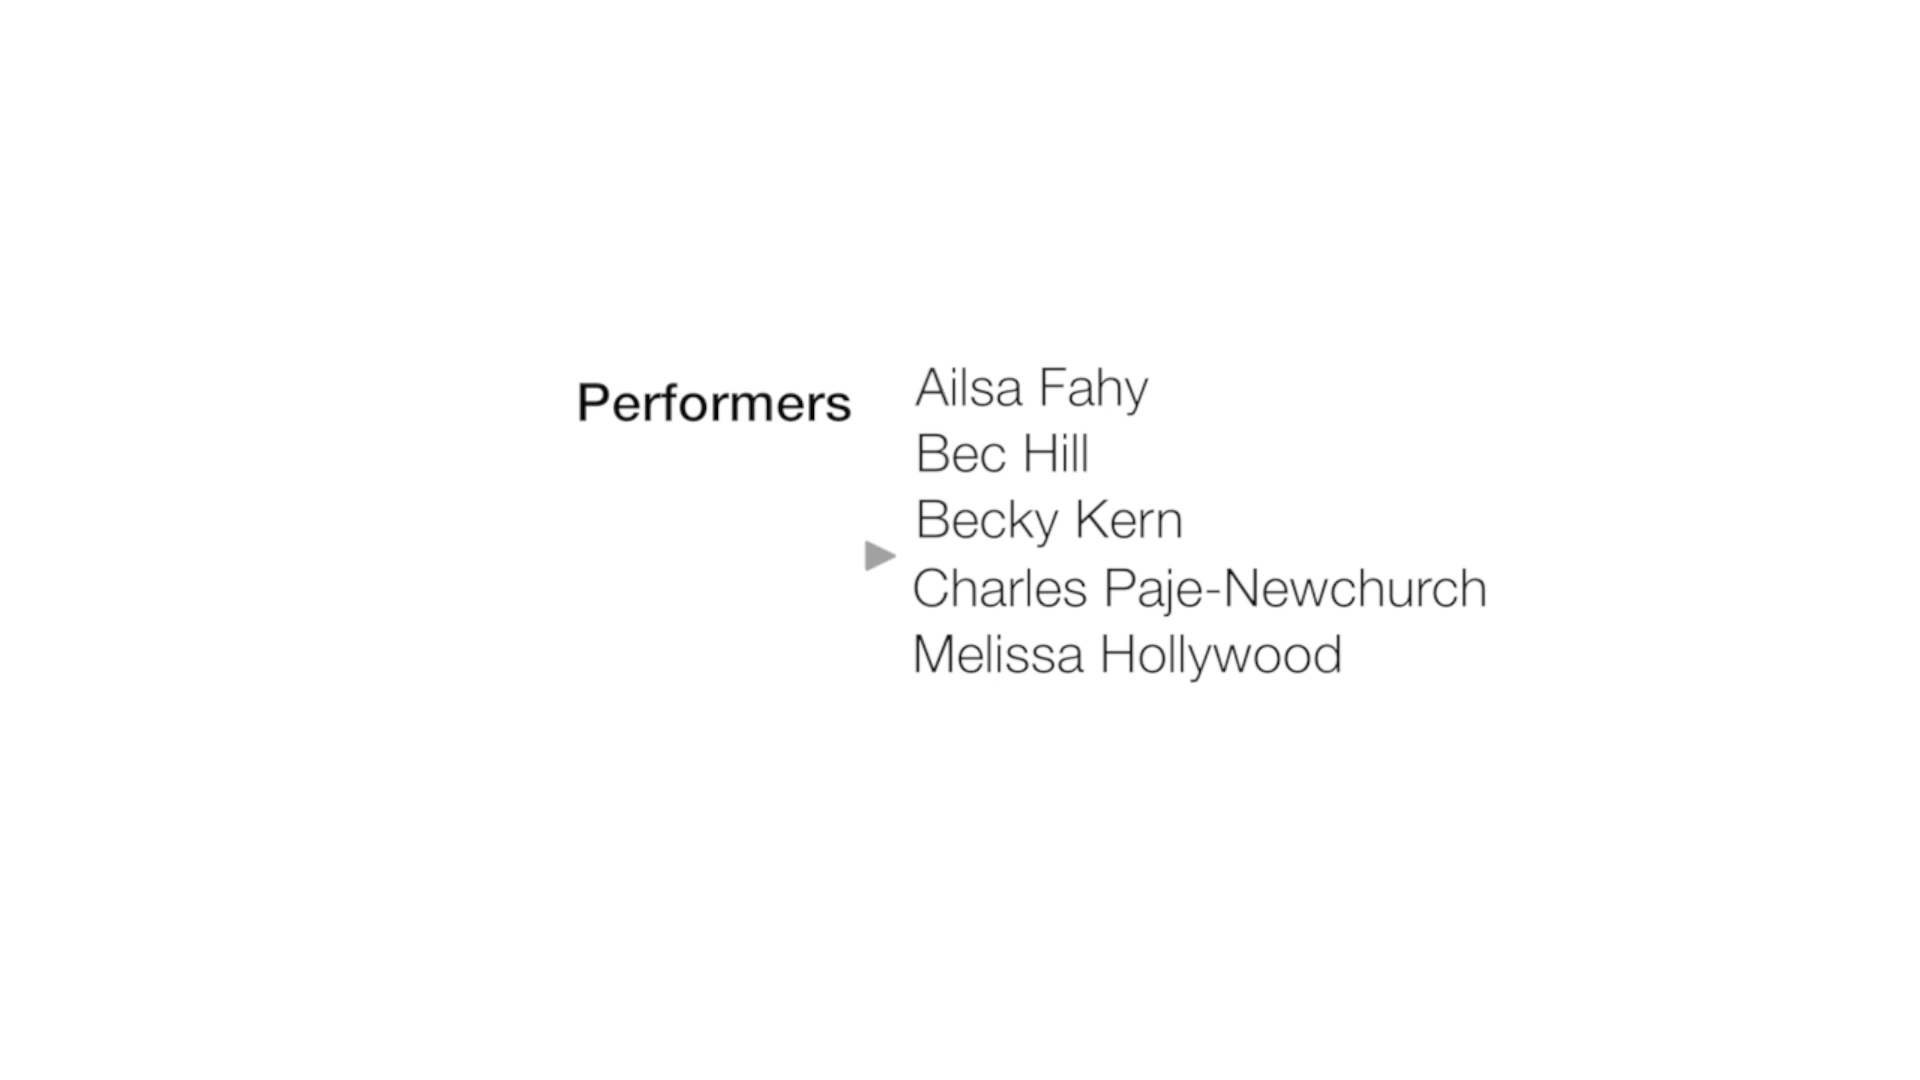 Performers
Ailsa Fahy
Bec Hill
Becky Kern
Charles Paje-Newchurch
Melissa Hollywood